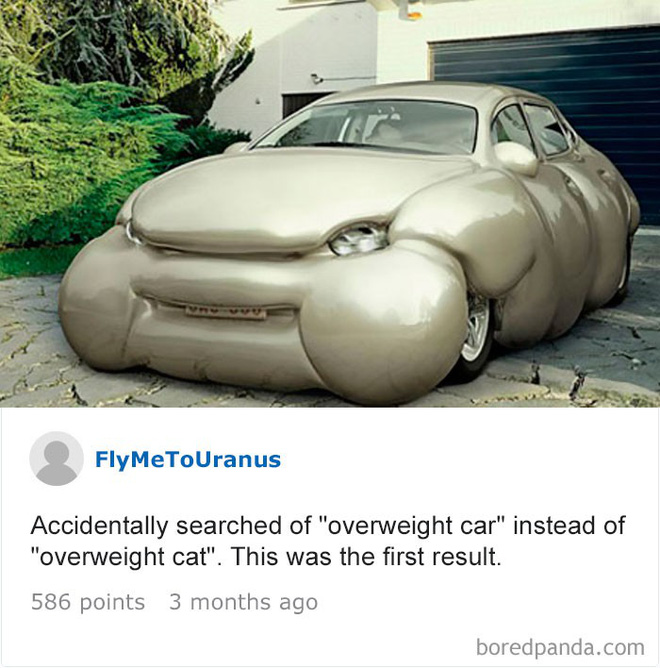 FlyMeToUranus
Accidentally searched of "overweight car" instead of
"overweight cat". This was the first result.
586 points 3 months ago
boredpanda.com